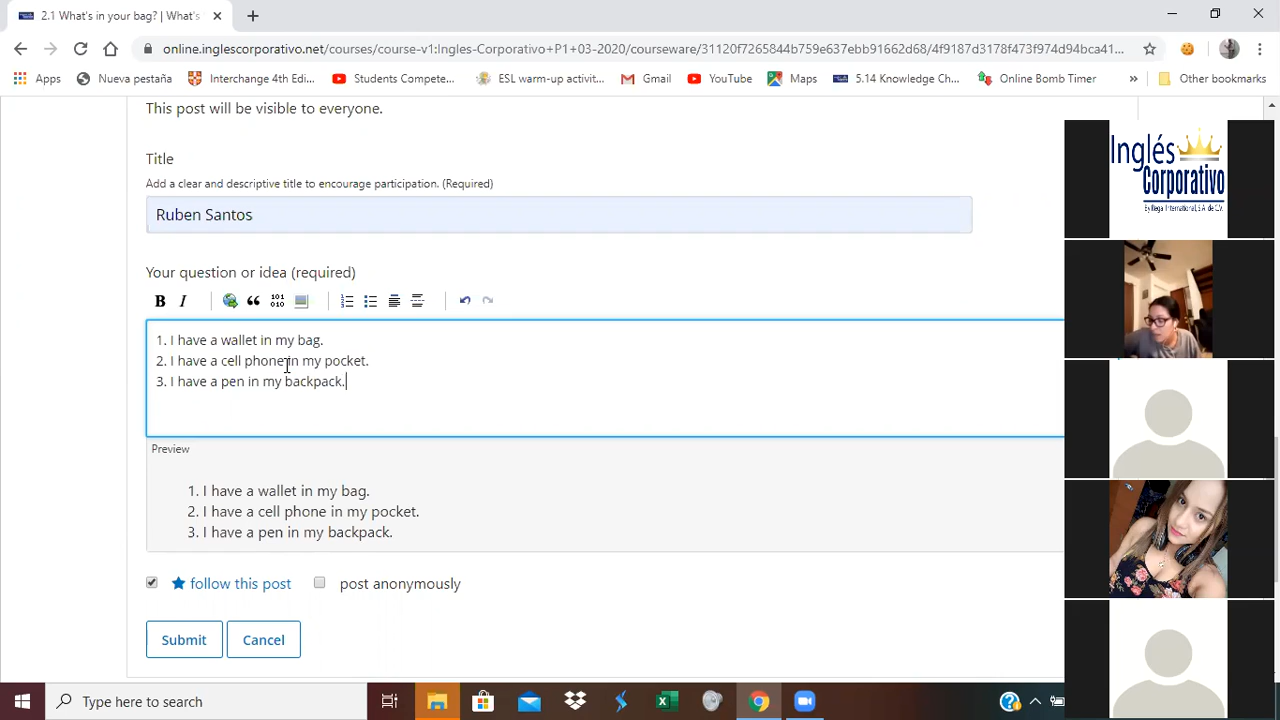 2.1 What's in your bag? | What's
online.inglescorporativo.net/courses/course-v1:Ingles-Corporativo+P1+03-2020/courseware/31120f7265844b759e637ebb91662d68/4f9187d3178f473f974d94bca41...
Apps
Nueva pestaña
Interchange 4th Edi...
Students Compete...
ESL warm-up activit...
Gmail
YouTube
Maps
5.14 Knowledge Ch...
Online Bomb Timer
»
Other bookmarks
This post will be visible to everyone.
Title
Add a clear and descriptive title to encourage participation. (Required)
Ruben Santos
Your question or idea (required)
B I
101
010
1. I have a wallet in my bag.
2. I have a cell phone in my pocket.
3. I have a pen in my backpack.
Preview
1. I have a wallet in my bag.
2. I have a cell phone in my pocket.
3. I have a pen in my backpack.
follow this post
post anonymously
Submit
Cancel
Inglés
Corporativo
By Rega International, S.A. de C.V.
Type here to search